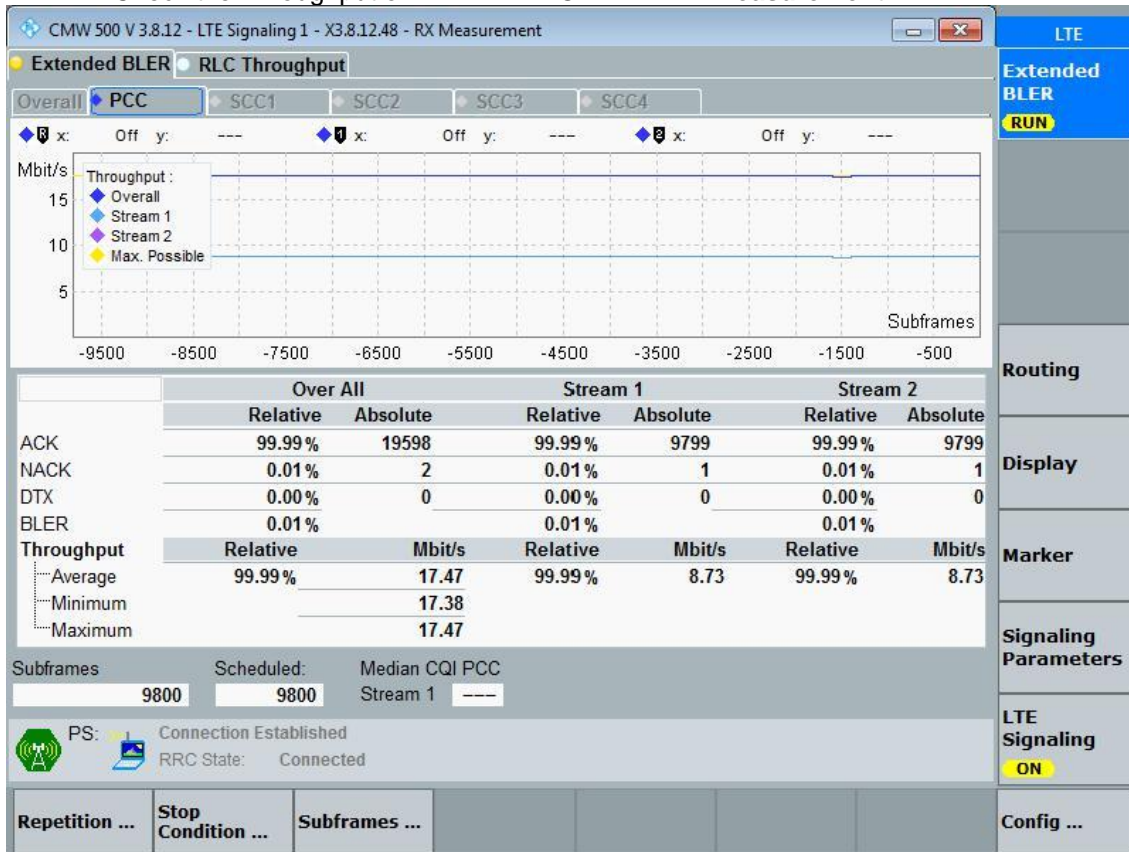 CMW 500 V 3.8.12 - LTE Signaling 1 - X3.8.12.48 - RX Measurement
LTE
Extended BLER RLC Throughput
Extended BLER
RUN
Overall PCC SCC1 SCC2 SCC3 SCC4
R x: Off y: --- 1 x: Off y: --- 2 x: Off y: ---
Mbit/s
Throughput :
Overall
Stream 1
Stream 2
Max. Possible
15
10
5
Subframes
-9500 -8500 -7500 -6500 -5500 -4500 -3500 -2500 -1500 -500
Over All Stream 1 Stream 2
Relative Absolute Relative Absolute Relative Absolute
ACK 99.99 % 19598 99.99 % 9799 99.99 % 9799
NACK 0.01 % 2 0.01 % 1 0.01 % 1
DTX 0.00 % 0 0.00 % 0 0.00 % 0
BLER 0.01 % 0.01 % 0.01 %
Throughput Relative Mbit/s Relative Mbit/s Relative Mbit/s
Average 99.99 % 17.47 99.99 % 8.73 99.99 % 8.73
Minimum 17.38
Maximum 17.47
Subframes Scheduled: Median CQI PCC
9800 9800 Stream 1 ---
PS: Connection Established
RRC State: Connected
Routing
Display
Marker
Signaling
Parameters
LTE
Signaling
ON
Repetition ... Stop Condition ... Subframes ... Config ...